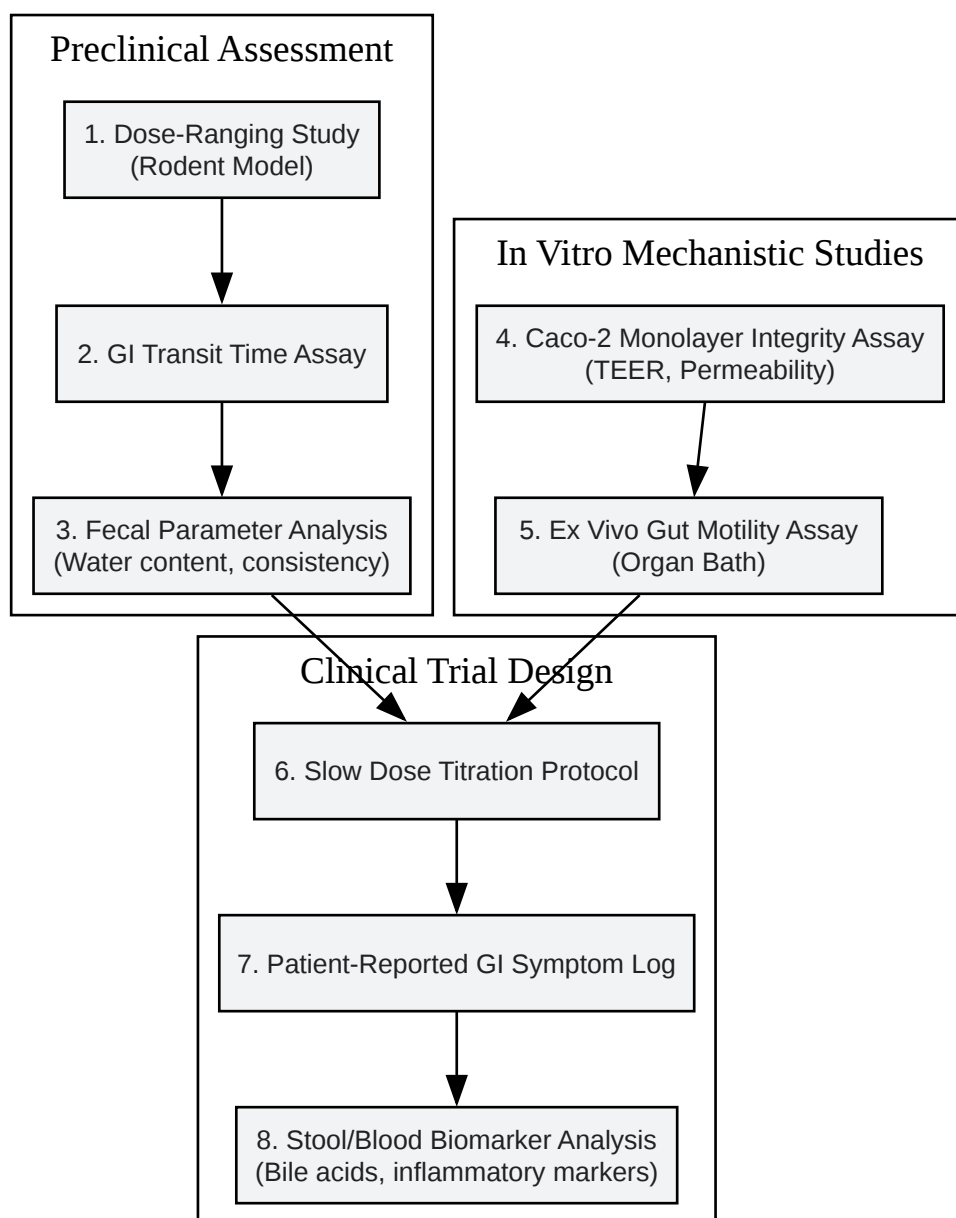 Preclinical Assessment
1. Dose-Ranging Study
(Rodent Model)
2. GI Transit Time Assay
3. Fecal Parameter Analysis
(Water content, consistency)
In Vitro Mechanistic Studies
4. Caco-2 Monolayer Integrity Assay
(TEER, Permeability)
5. Ex Vivo Gut Motility Assay
(Organ Bath)
Clinical Trial Design
6. Slow Dose Titration Protocol
7. Patient-Reported GI Symptom Log
8. Stool/Blood Biomarker Analysis
(Bile acids, inflammatory markers)